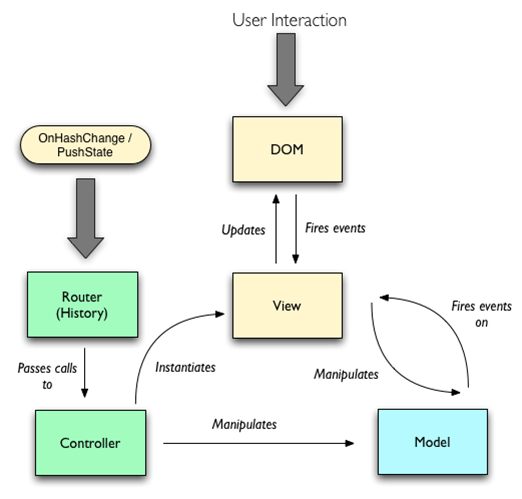 User Interaction
OnHashChange /
PushState
DOM
Updates
Fires events
Router
(History)
View
Fires events
on
Passes calls
to
Instantiates
Manipulates
Controller
Manipulates
Model